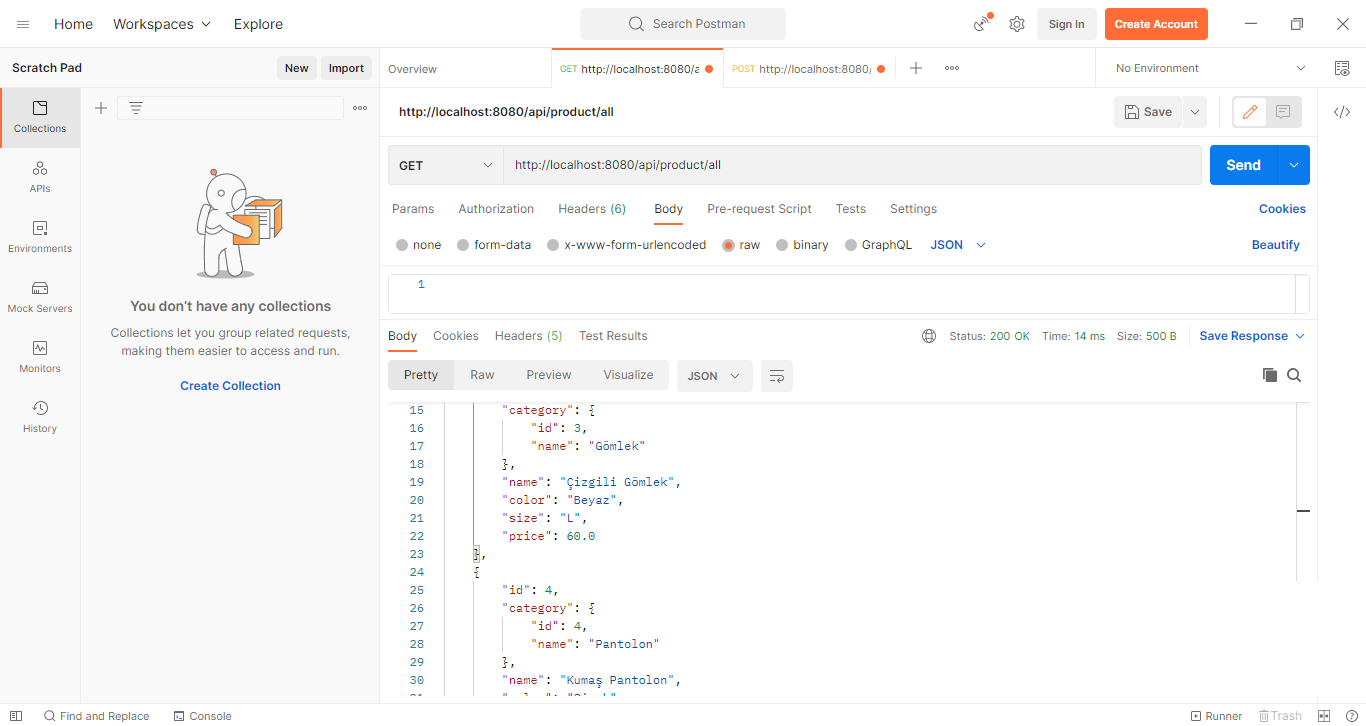 Home Workspaces Explore Search Postman Sign In Create Account
Scratch Pad New Import Overview GET http://localhost:8080/a POST http://localhost:8080/ No Environment
Collections
APIs
Environments
Mock Servers
Monitors
History
You don't have any collections
Collections let you group related requests,
making them easier to access and run.
Create Collection
http://localhost:8080/api/product/all Save
GET http://localhost:8080/api/product/all Send
Params Authorization Headers (6) Body Pre-request Script Tests Settings Cookies
none form-data x-www-form-urlencoded raw binary GraphQL JSON Beautify
1
Body Cookies Headers (5) Test Results Status: 200 OK Time: 14 ms Size: 500 B Save Response
Pretty Raw Preview Visualize JSON
15 "category": {
16 "id": 3,
17 "name": "Gömlek"
18 },
19 "name": "Çizgili Gömlek",
20 "color": "Beyaz",
21 "size": "L",
22 "price": 60.0
23 },
24 {
25 "id": 4,
26 "category": {
27 "id": 4,
28 "name": "Pantolon"
29 },
30 "name": "Kumaş Pantolon",
Find and Replace Console Runner Trash